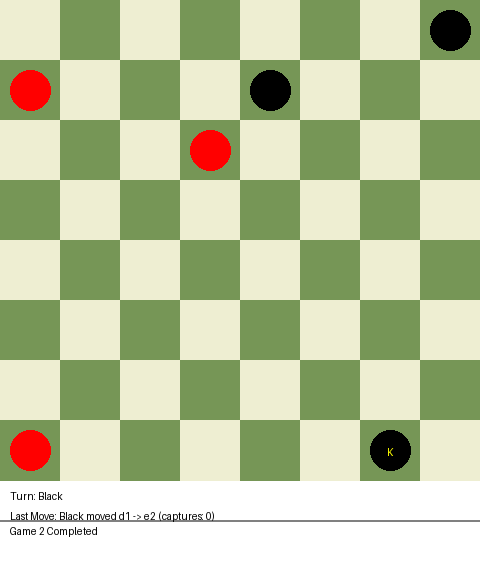 K
Turn: Black
Last Move: Black moved d1 -> e2 (captures: 0)
Game 2 Completed